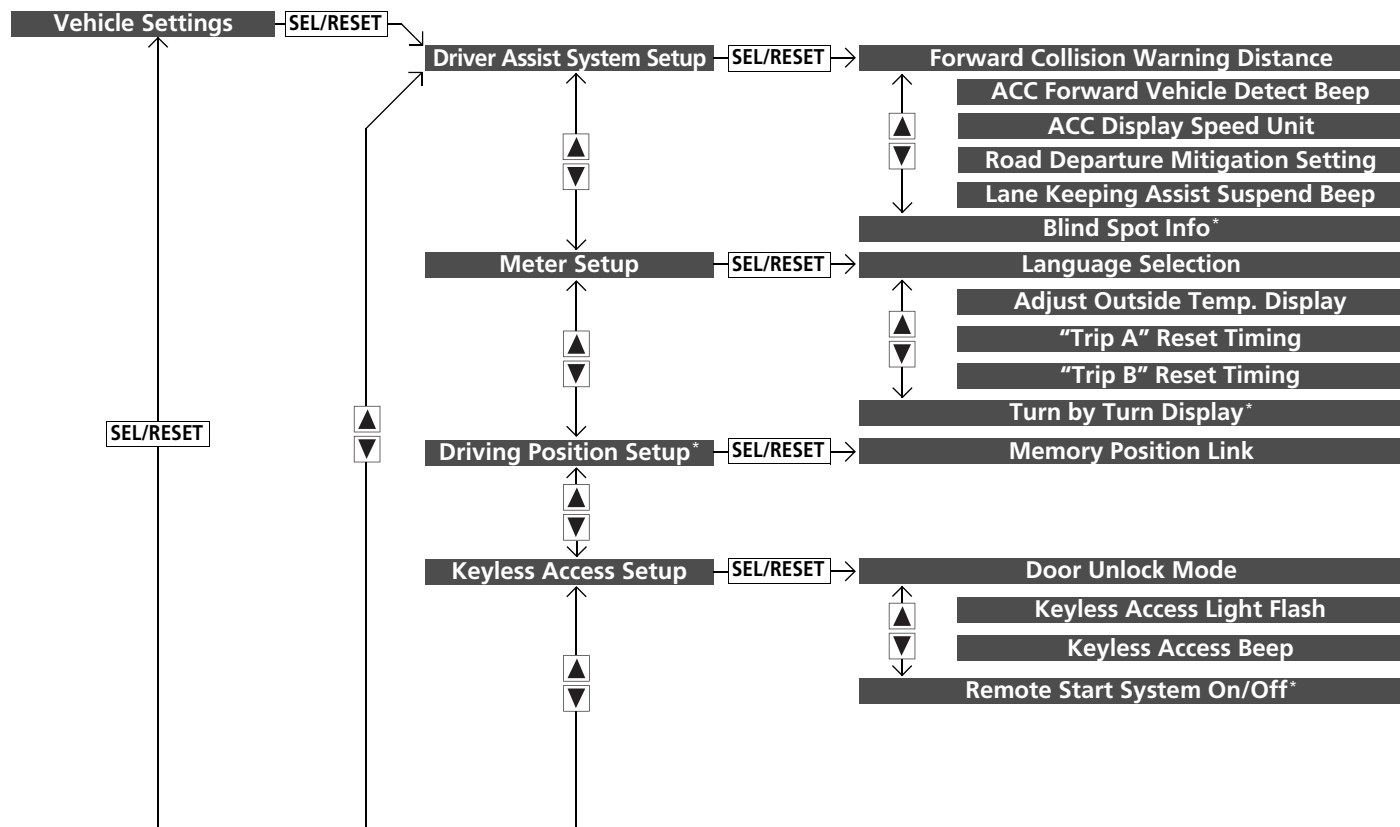 Vehicle Settings
SEL/RESET
Driver Assist System Setup
SEL/RESET
Forward Collision Warning Distance
ACC Forward Vehicle Detect Beep
ACC Display Speed Unit
Road Departure Mitigation Setting
Lane Keeping Assist Suspend Beep
Blind Spot Info*
Meter Setup
SEL/RESET
Language Selection
Adjust Outside Temp. Display
“Trip A” Reset Timing
“Trip B” Reset Timing
Turn by Turn Display*
SEL/RESET
Driving Position Setup*
SEL/RESET
Memory Position Link
Keyless Access Setup
SEL/RESET
Door Unlock Mode
Keyless Access Light Flash
Keyless Access Beep
Remote Start System On/Off*